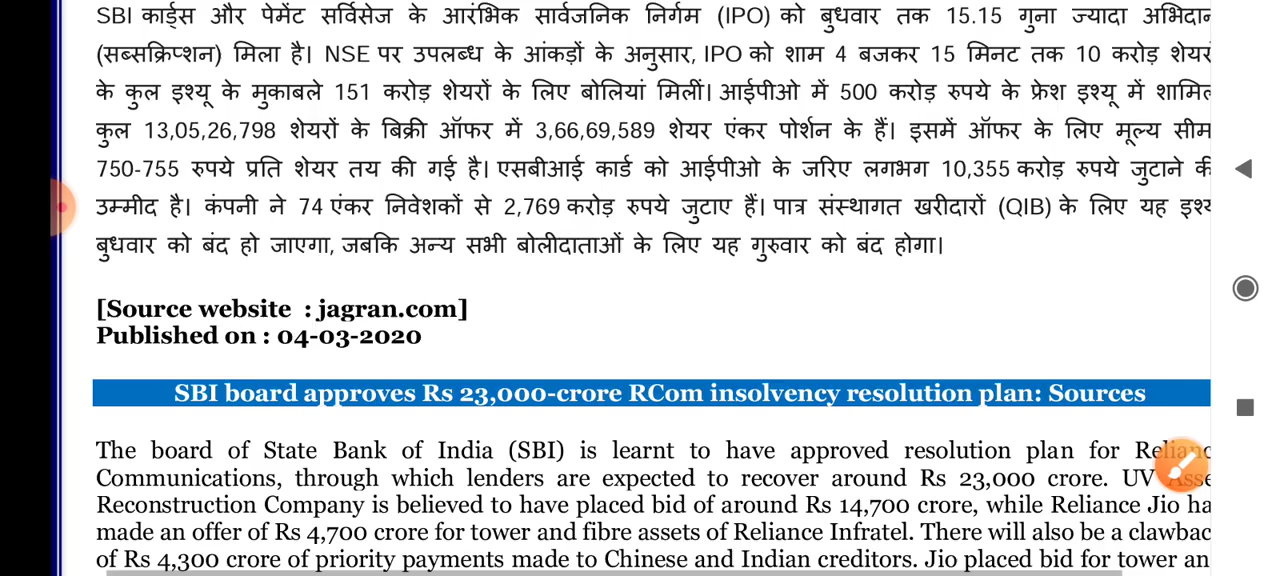 SBI कार्ड्स और पेमेंट सर्विसेज के आरंभिक सार्वजनिक निर्गम (IPO) को बुधवार तक 15.15 गुना ज्यादा
(सब्सक्रिप्शन) मिला है। NSE पर उपलब्ध के आंकड़ों के अनुसार, IPO को शाम 4 बजकर 15 मिनट तक 10 करोड़
के कुल इश्यू के मुकाबले 151 करोड़ शेयरों के लिए बोलियां मिलीं। आईपीओ में 500 करोड़ रुपये के फ्रेश इश्यू में
कुल 13,05,26,798 शेयरों के बिक्री ऑफर में 3,66,69,589 शेयर एंकर पोर्शन के हैं। इसमें ऑफर के लिए मूल्य
750-755 रुपये प्रति शेयर तय की गई है। एसबीआई कार्ड को आईपीओ के जरिए लगभग 10,355 करोड़ रुपये जुटाने की
उम्मीद है। कंपनी ने 74 एंकर निवेशकों से 2,769 करोड़ रुपये जुटाए हैं। पात्र संस्थागत खरीदारों (QIB) के लिए यह
बुधवार को बंद हो जाएगा, जबकि अन्य सभी बोलीदाताओं के लिए यह गुरुवार को बंद होगा।
[Source website : jagran.com]
Published on : 04-03-2020
SBI board approves Rs 23,000-crore RCom insolvency resolution plan: Sources
The board of State Bank of India (SBI) is learnt to have approved resolution plan for
Communications, through which lenders are expected to recover around Rs 23,000 crore. UV
Reconstruction Company is believed to have placed bid of around Rs 14,700 crore, while Reliance Jio
made an offer of Rs 4,700 crore for tower and fibre assets of Reliance Infratel. There will also be a
of Rs 4,300 crore of priority payments made to Chinese and Indian creditors. Jio placed bid for tower